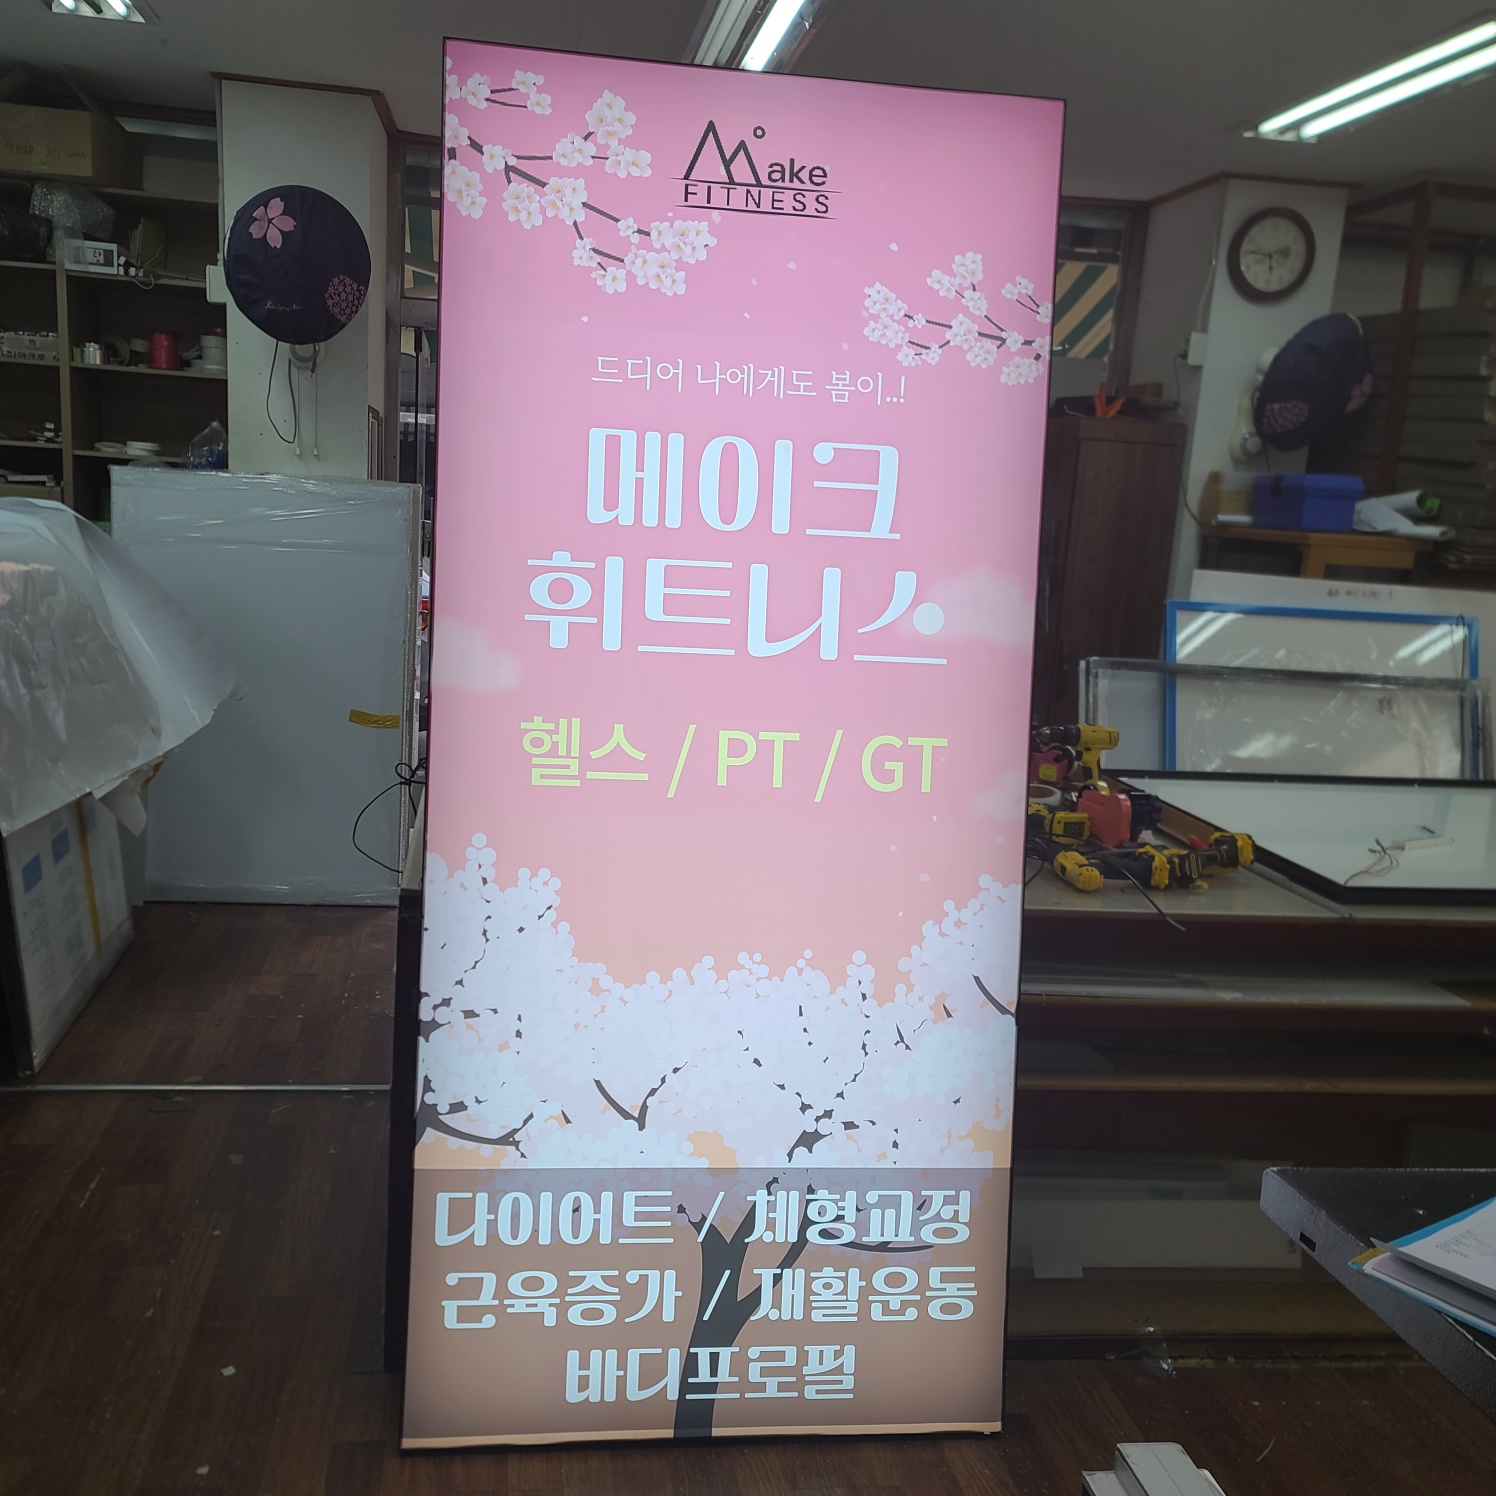 Make
FITNESS
드디어 나에게도 봄이..!
메이크
휘트니스
헬스 / PT / GT
다이어트 / 체형교정
근육증가 / 재활운동
바디프로필